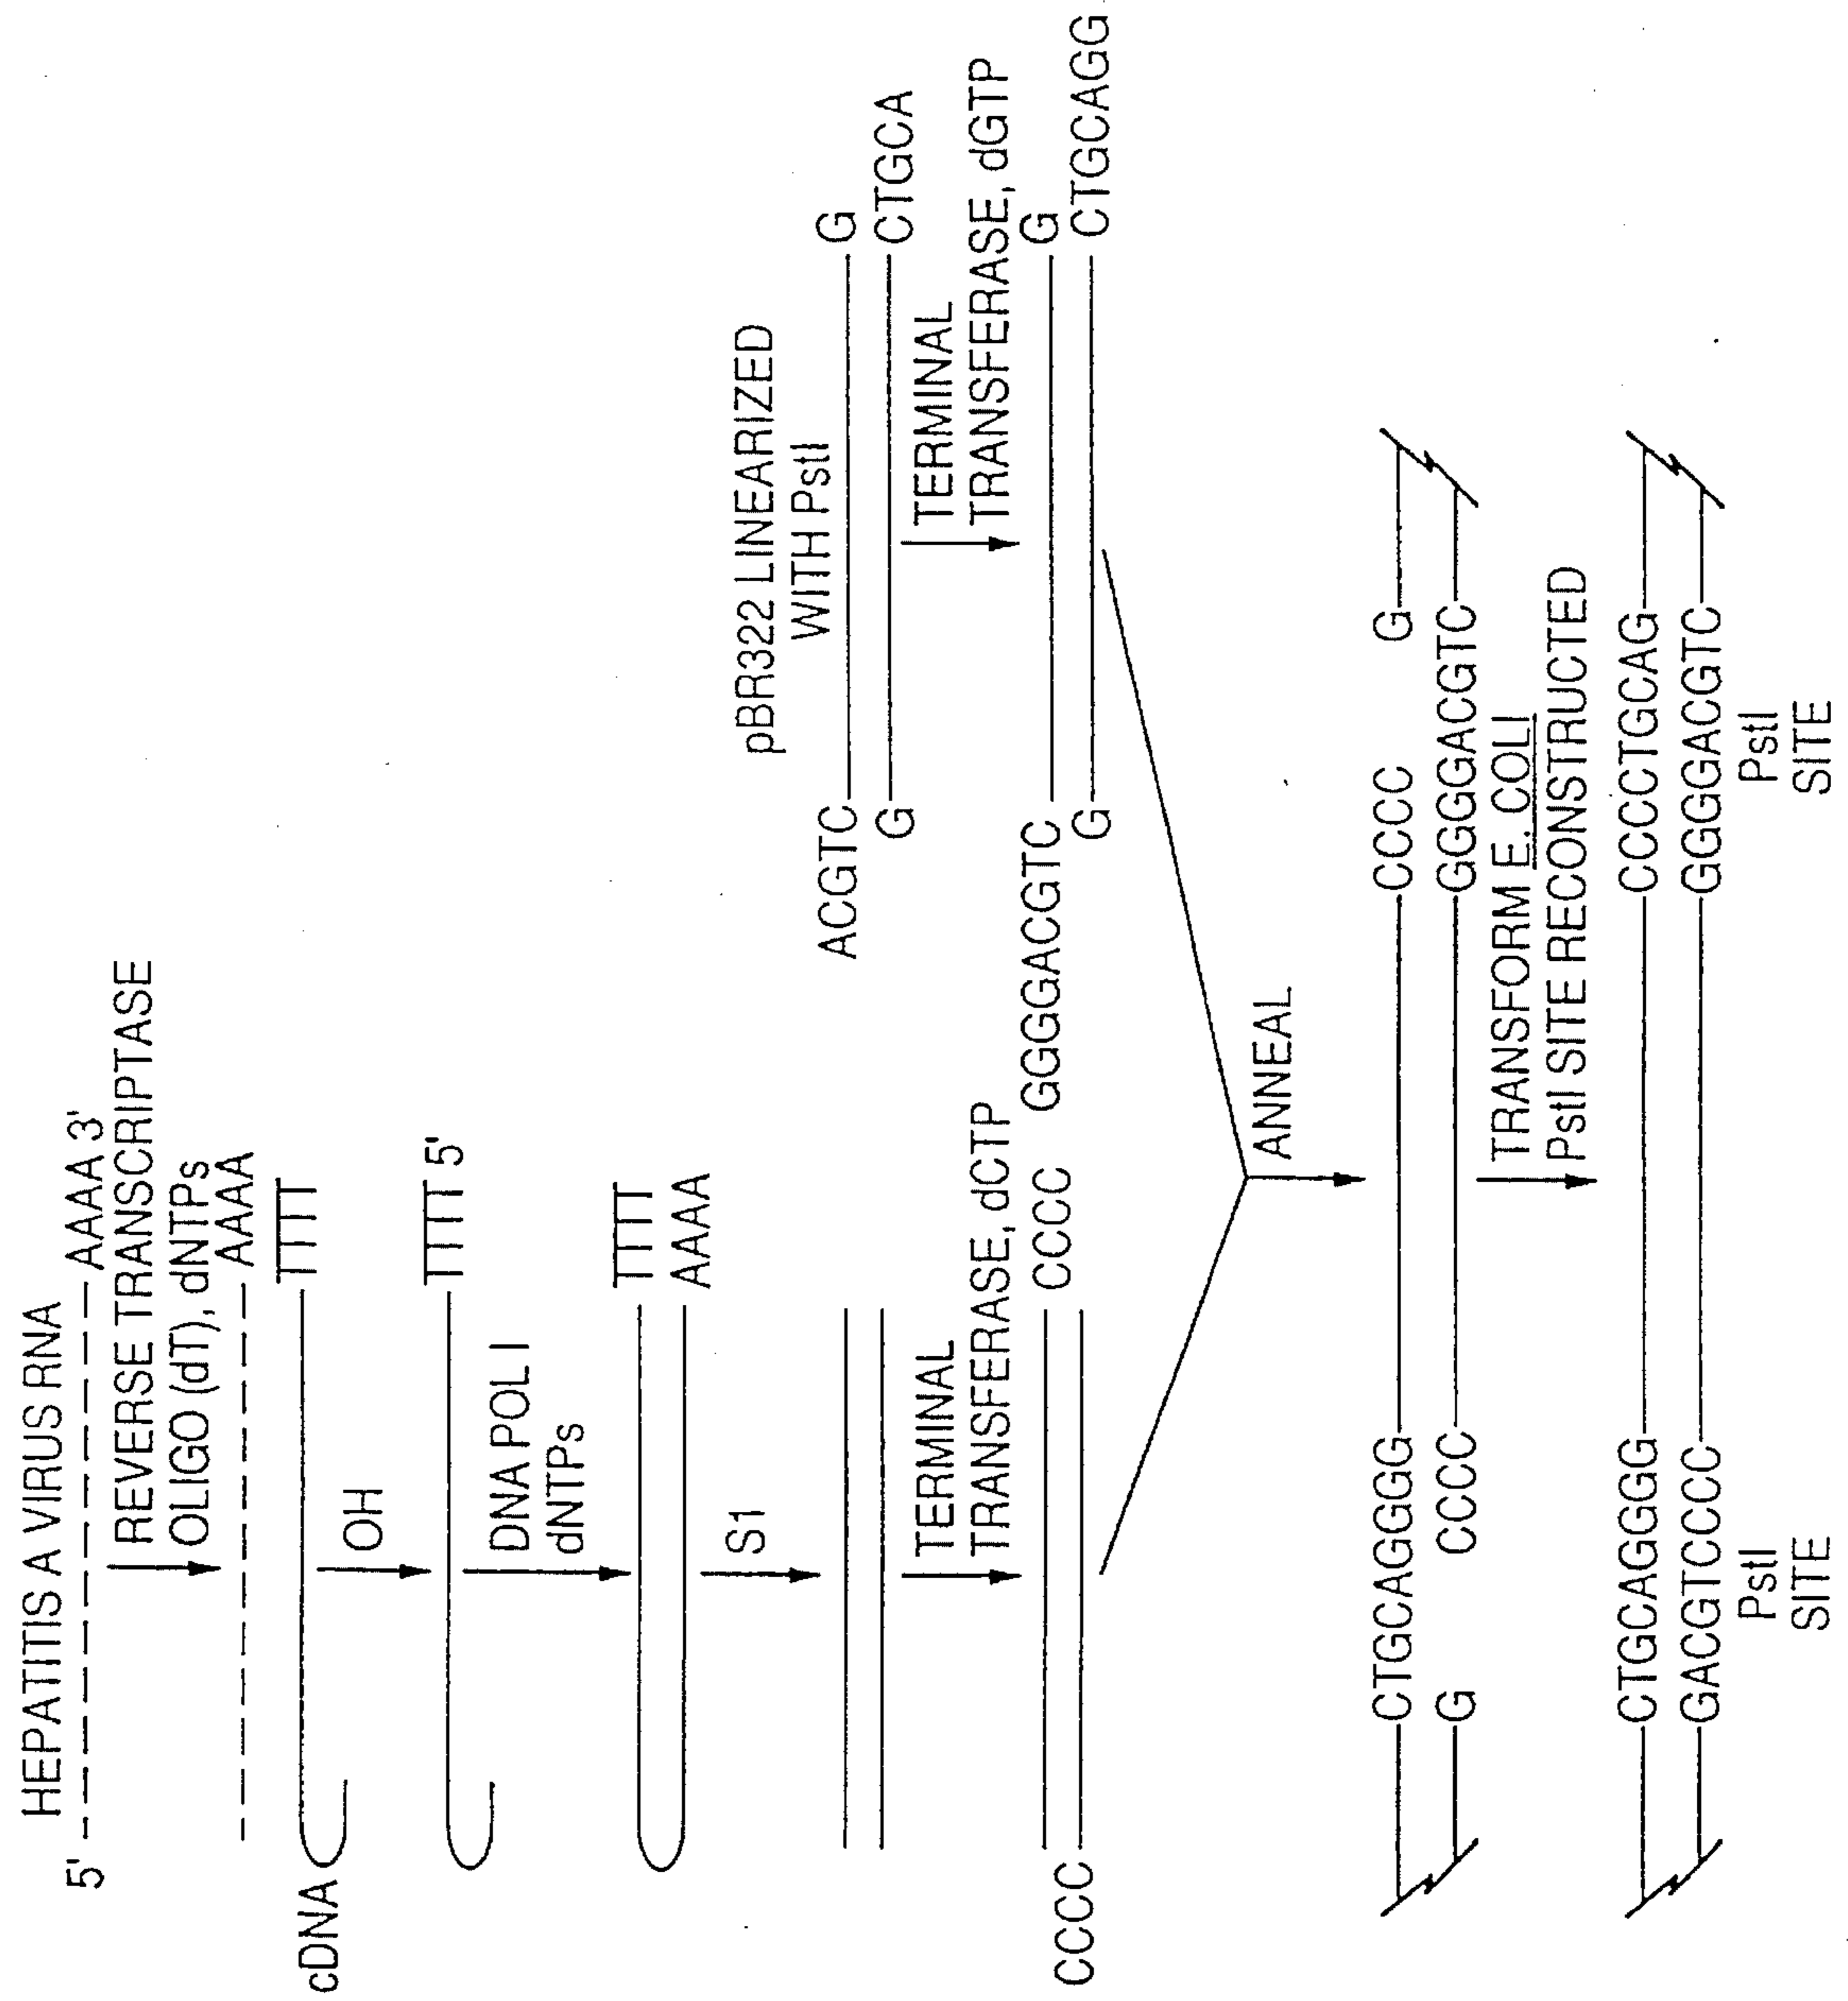 HEPATITIS A VIRUS RNA
5' AAAA 3'
REVERSE TRANSCRIPTASE
OLIGO (dT), dNTPs
AAAA
cDNA TTTT
OH
TTTT 5'
DNA POL I
dNTPs
TTTT
AAAA
S1
TERMINAL
TRANSFERASE, dCTP
CCCC
CCCC
pBR322 LINEARIZED
WITH PstI
ACGTC G
G CTGCA
TERMINAL
TRANSFERASE, dGTP
GGGGACGTC G
G CTGCAGG
ANNEAL
CTGCAGGGG CCCC G
G CCCC GGGGACGTC
TRANSFORM E. COLI
PstI SITE RECONSTRUCTED
CTGCAGGGG CCCCTGCAG
GACGTCCCC GGGGACGTC
PstI PstI
SITE SITE